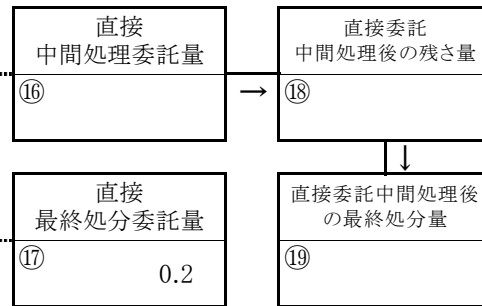 直接
中間処理委託量
⑯
→
直接委託
中間処理後の残さ量
⑱
↓
直接
最終処分委託量
⑰
0.2
直接委託中間処理後
の最終処分量
⑲